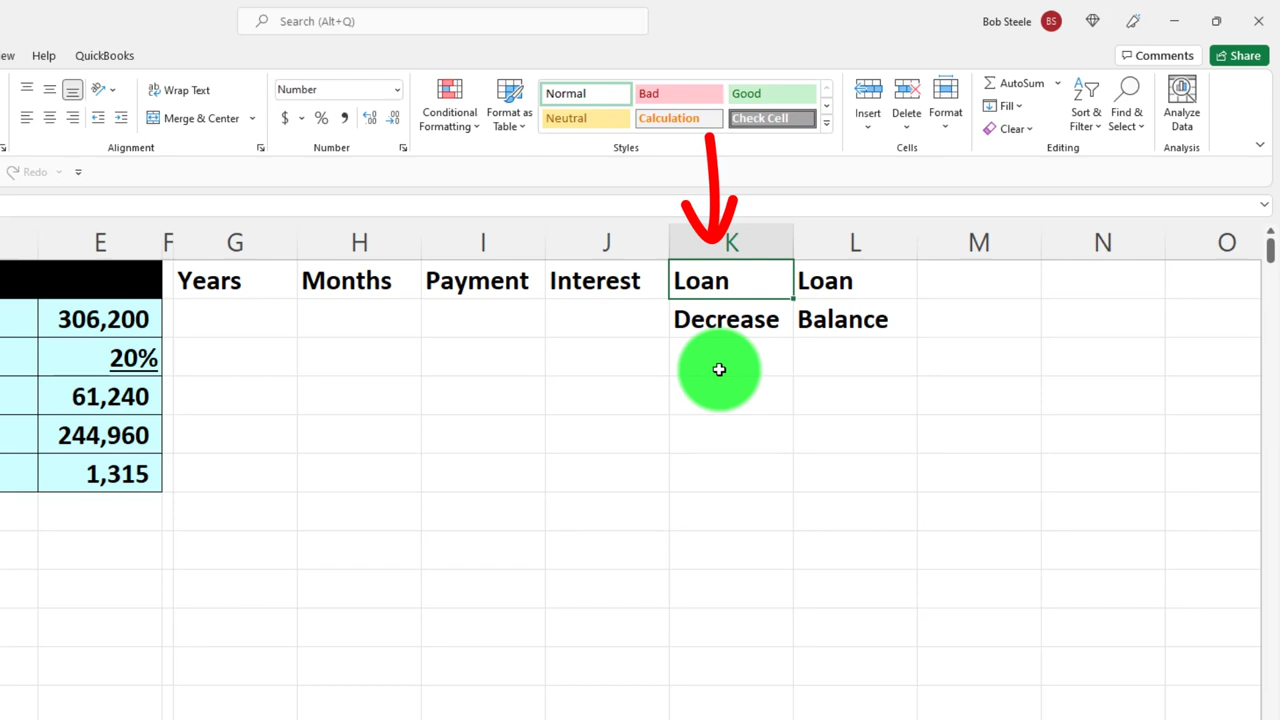 Search (Alt+Q)
Bob Steele BS
ew Help QuickBooks
Comments Share
Wrap Text
Merge & Center
Alignment
Number
$ % ,
Number
Conditional Formatting
Format as Table
Normal Bad Good
Neutral Calculation Check Cell
Styles
Insert Delete Format
Cells
AutoSum
Fill
Clear
Sort & Filter
Find & Select
Editing
Analyze Data
Analysis
Redo
E F G H I J K L M N O
Years Months Payment Interest Loan Loan
306,200 Decrease Balance
20%
61,240
244,960
1,315